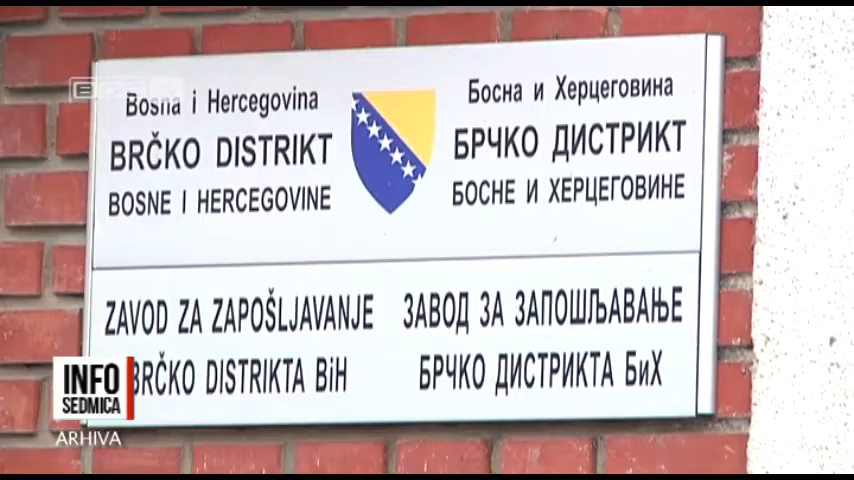 Bosna i Hercegovina
BRČKO DISTRIKT
BOSNE I HERCEGOVINE
Босна и Херцеговина
БРЧКО ДИСТРИКТ
БОСНЕ И ХЕРЦЕГОВИНЕ
ZAVOD ZA ZAPOŠLJAVANJE
BRČKO DISTRIKTA BiH
ЗАВОД ЗА ЗАПОШЉАВАЊЕ
БРЧКО ДИСТРИКТА БиХ
INFO
SEDMICA
ARHIVA